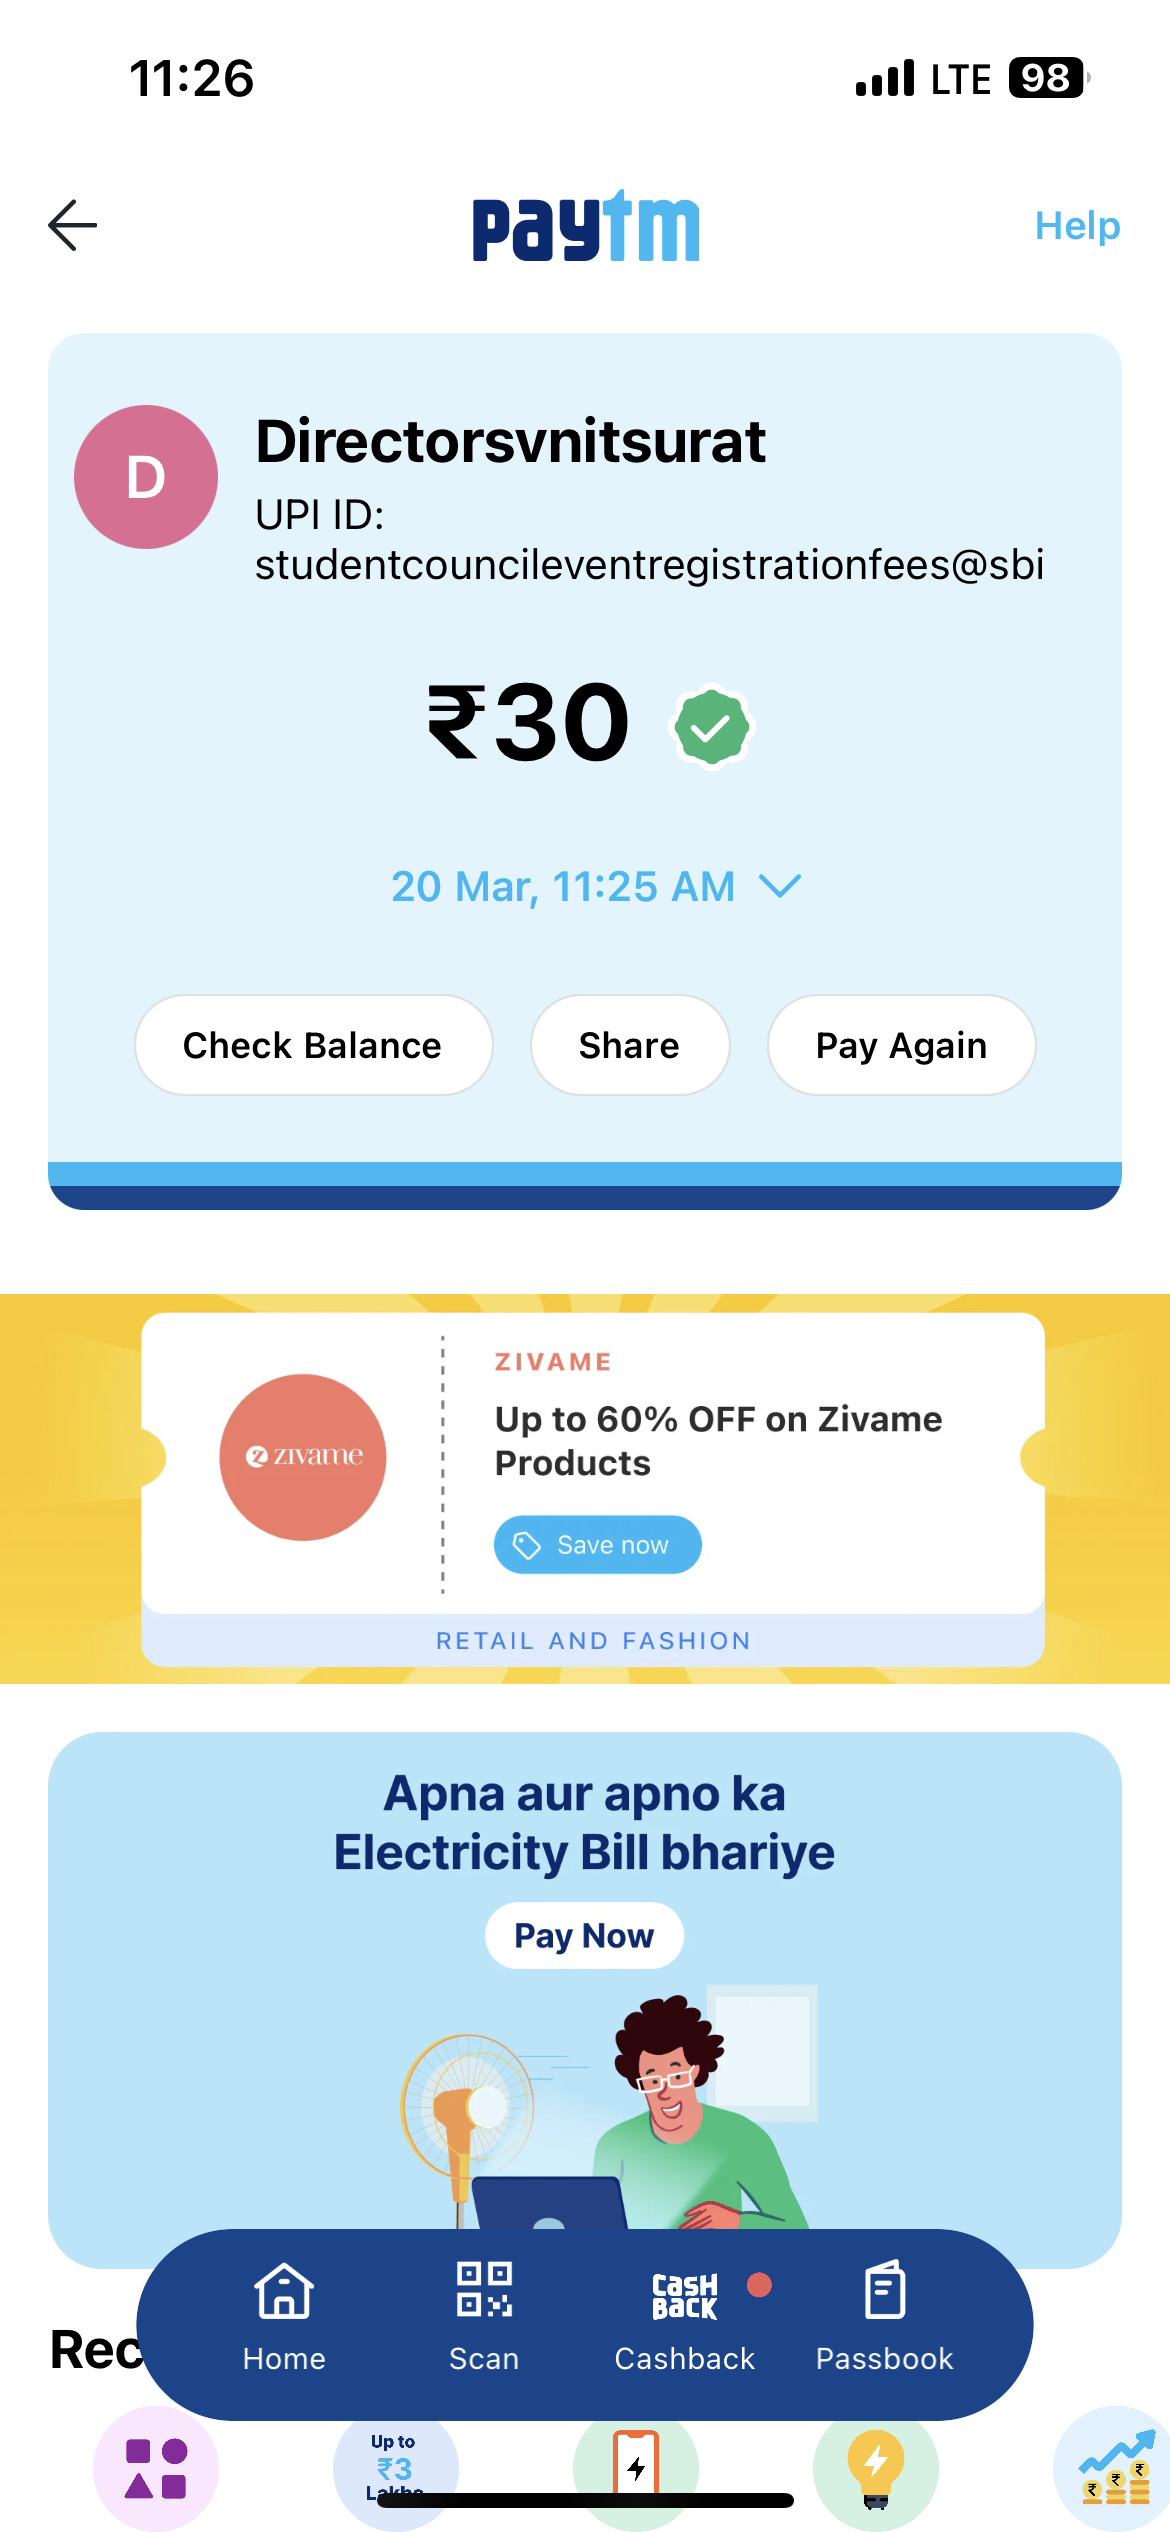 11:26
LTE 98
paytm
Help
D
Directorsvnitsurat
UPI ID:
studentcouncileventregistrationfees@sbi
₹30
20 Mar, 11:25 AM
Check Balance
Share
Pay Again
ZIVAME
zivame
Up to 60% OFF on Zivame
Products
Save now
RETAIL AND FASHION
Apna aur apno ka
Electricity Bill bhariye
Pay Now
CASH
BACK
Home
Scan
Cashback
Passbook
Rec
Up to
₹3
₹ ₹ ₹